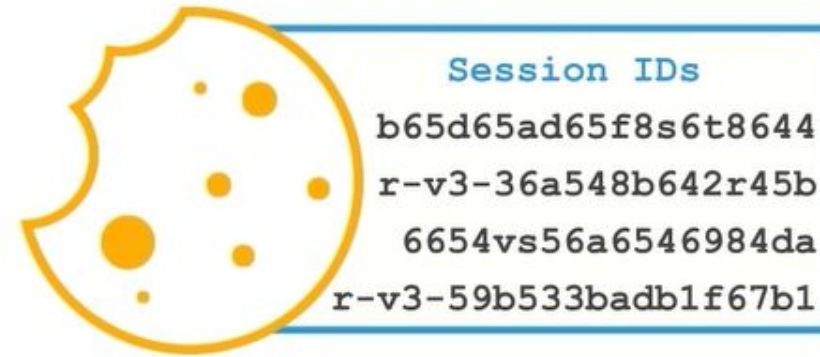 Session IDs
b65d65ad65f8s6t8644
r-v3-36a548b642r45b
6654vs56a6546984da
r-v3-59b533badb1f67b1